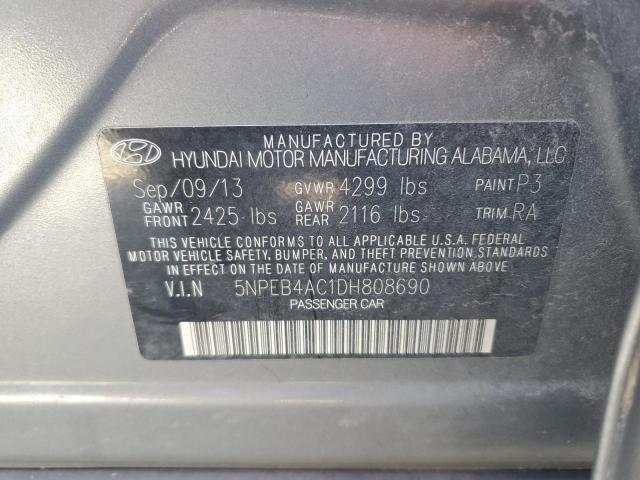 MANUFACTURED BY
HYUNDAI MOTOR MANUFACTURING ALABAMA, LLC
Sep/09/13 GVWR 4299 lbs PAINT P3
GAWR FRONT 2425 lbs GAWR REAR 2116 lbs TRIM RA
THIS VEHICLE CONFORMS TO ALL APPLICABLE U.S.A. FEDERAL
MOTOR VEHICLE SAFETY, BUMPER, AND THEFT PREVENTION STANDARDS
IN EFFECT ON THE DATE OF MANUFACTURE SHOWN ABOVE.
V.I.N 5NPEB4AC1DH808690
PASSENGER CAR